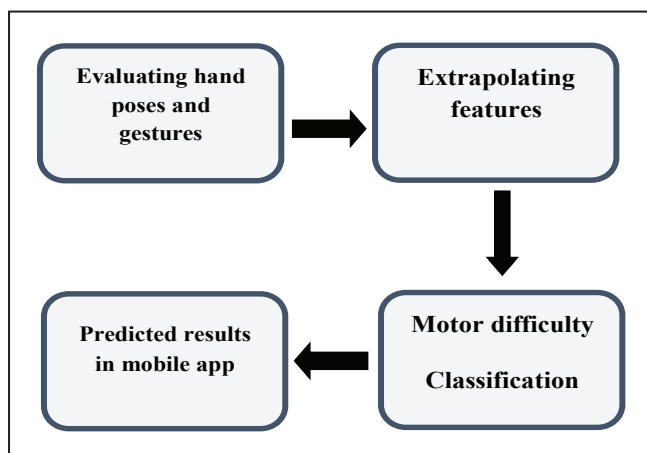 Evaluating hand
poses and
gestures
Extrapolating
features
Motor difficulty
Classification
Predicted results
in mobile app